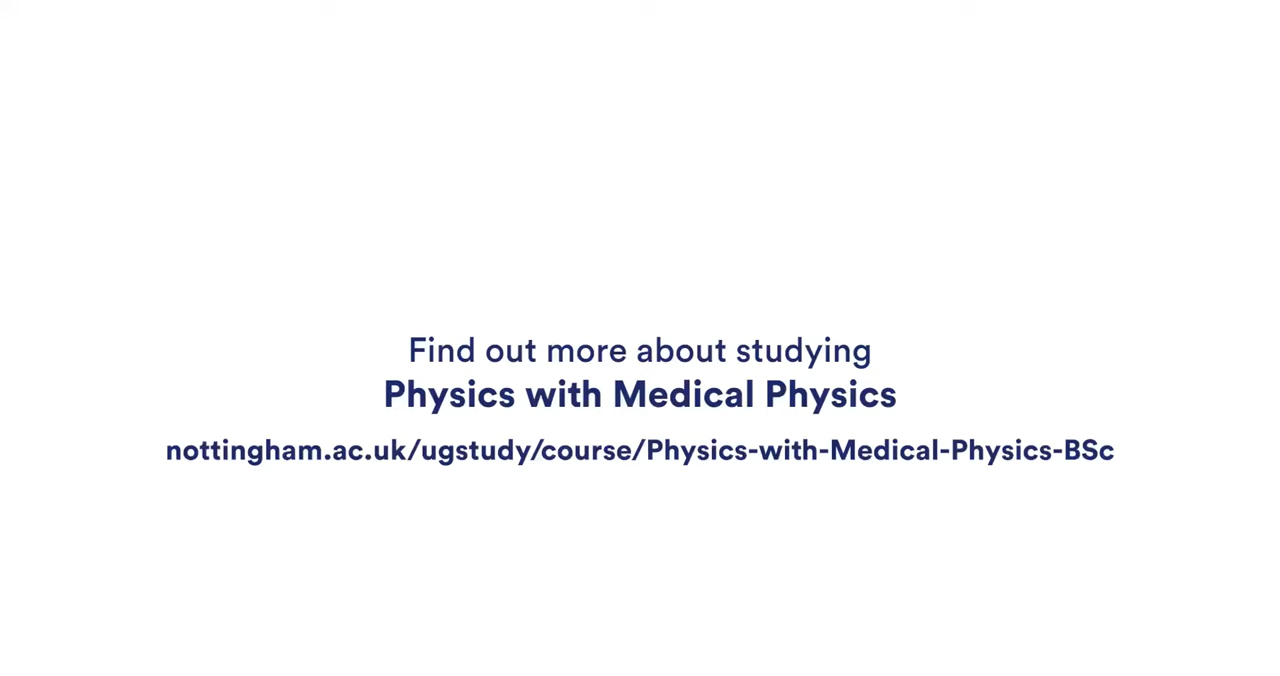 Find out more about studying
Physics with Medical Physics
nottingham.ac.uk/ugstudy/course/Physics-with-Medical-Physics-BSc